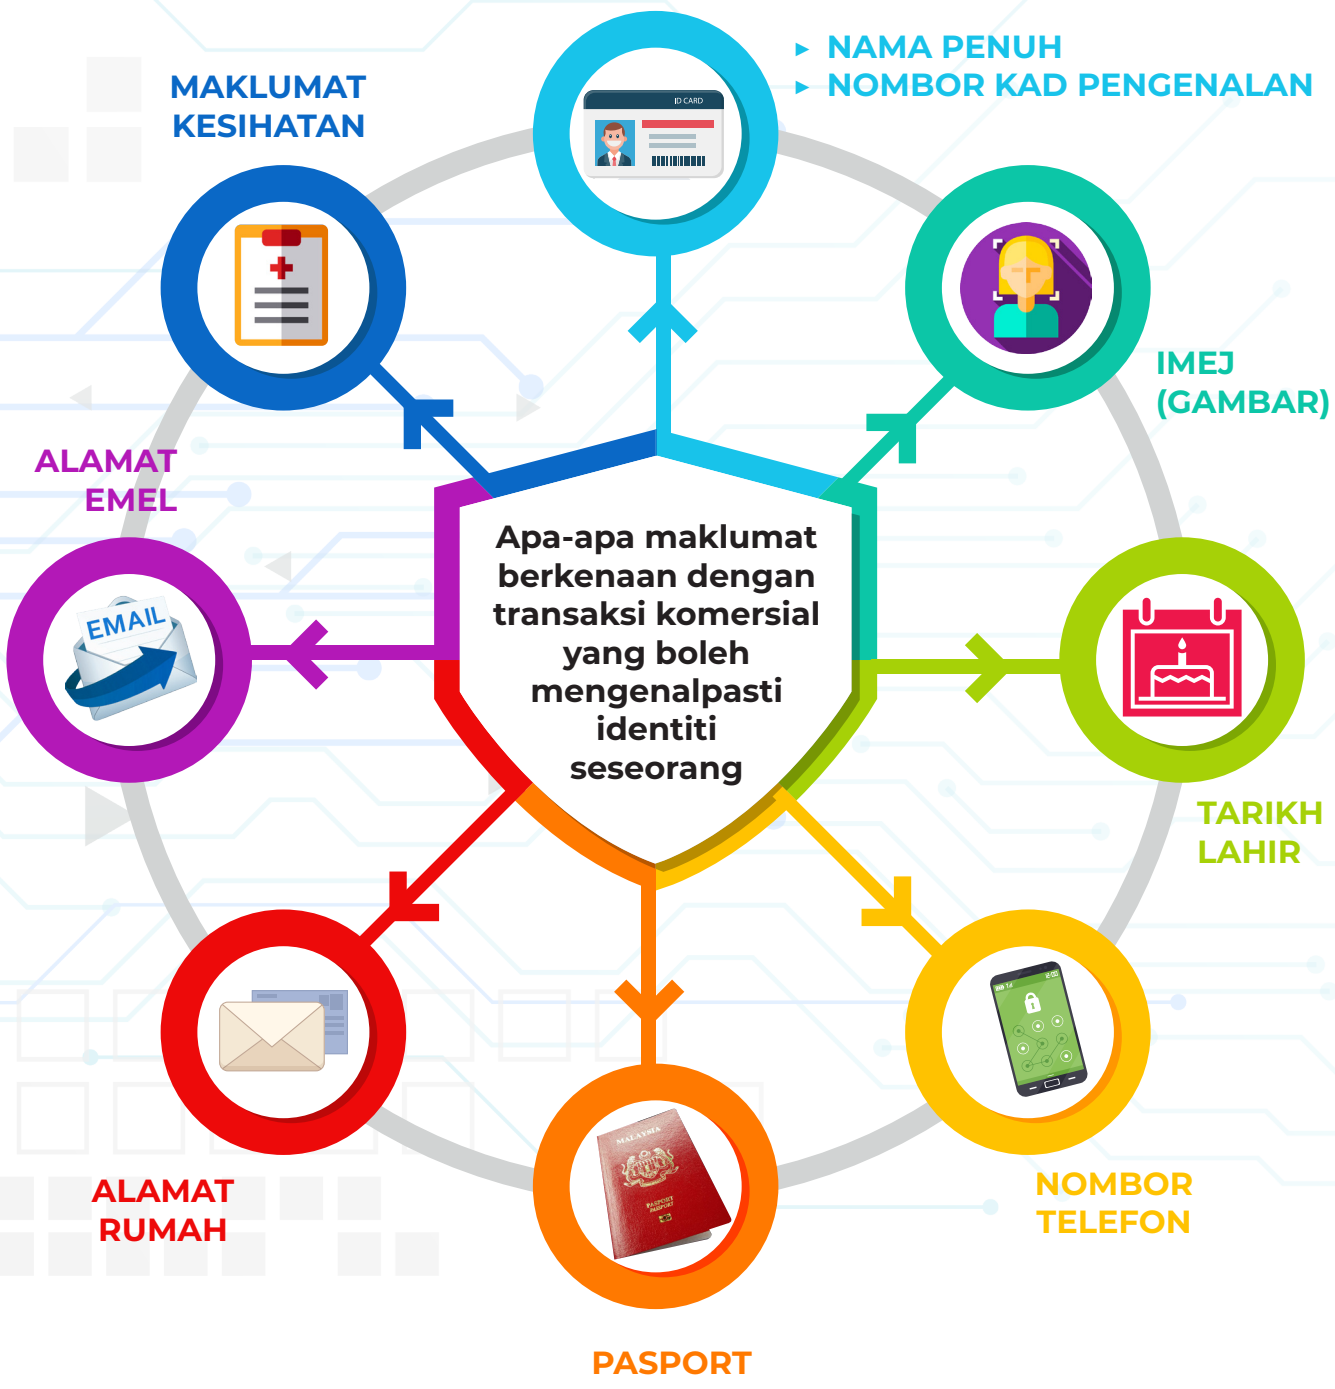 ▸ NAMA PENUH
▸ NOMBOR KAD PENGENALAN
ID CARD
MAKLUMAT
KESIHATAN
IMEJ
(GAMBAR)
ALAMAT
EMEL
EMAIL
Apa-apa maklumat
berkenaan dengan
transaksi komersial
yang boleh
mengenalpasti
identiti
seseorang
TARIKH
LAHIR
ALAMAT
RUMAH
NOMBOR
TELEFON
MALAYSIA
PASPORT
PASSPORT
PASPORT